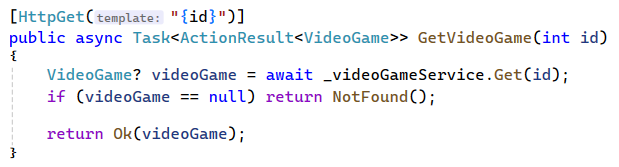 [HttpGet(template: "{id}")]
public async Task<ActionResult<VideoGame>> GetVideoGame(int id)
{
    VideoGame? videoGame = await _videoGameService.Get(id);
    if (videoGame == null) return NotFound();

    return Ok(videoGame);
}